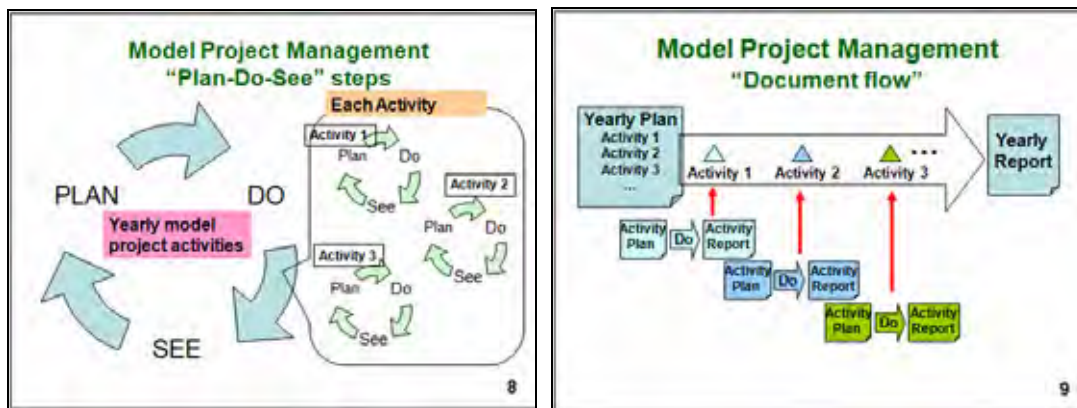 Model Project Management
"Plan-Do-See" steps
Each Activity
Activity 1
Plan
Do
See
Activity 2
Plan
Do
See
Activity 3
Plan
Do
See
PLAN
DO
Yearly model
project activities
SEE
8
Model Project Management
"Document flow"
Yearly Plan
Activity 1
Activity 2
Activity 3
...
Activity 1
Activity 2
Activity 3
...
Yearly
Report
Activity
Plan
Do
Activity
Report
Activity
Plan
Do
Activity
Report
Activity
Plan
Do
Activity
Report
9